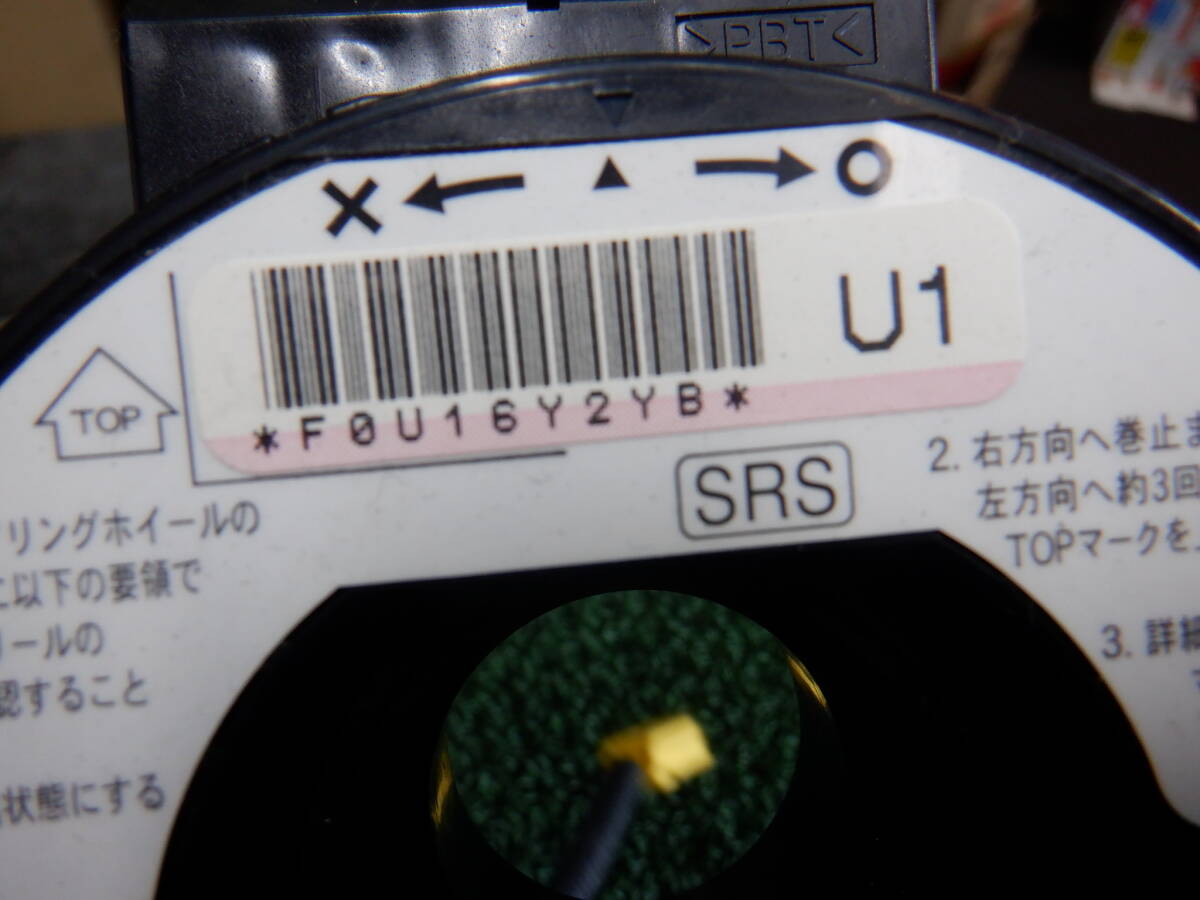 >PBT<
U1
*F0U16Y2YB*
TOP
SRS
リングホイールの
以下の要領で
ールの
認すること
状態にする
2. 右方向へ巻止ま
左方向へ約3回
TOPマークを
3. 詳細